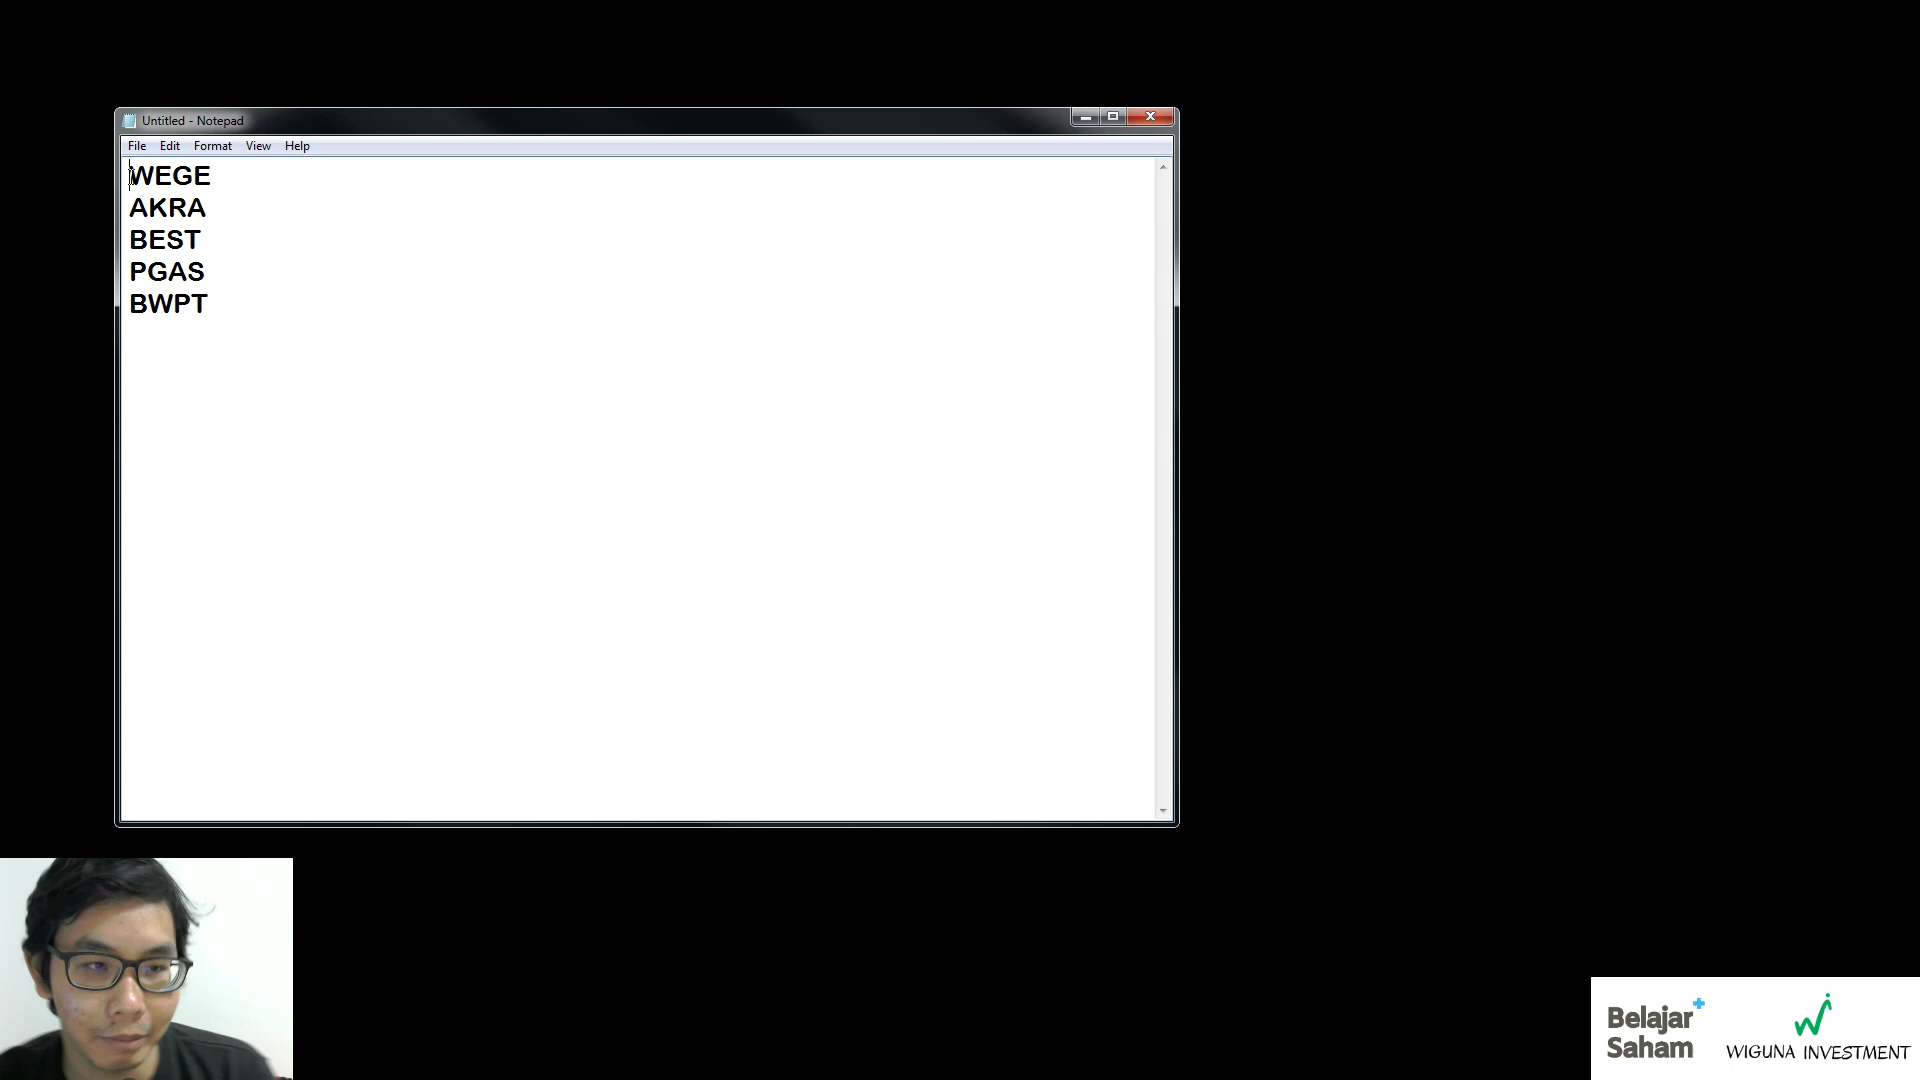 Untitled - Notepad
File Edit Format View Help
WEGE
AKRA
BEST
PGAS
BWPT
Belajar
Saham
WIGUNA INVESTMENT